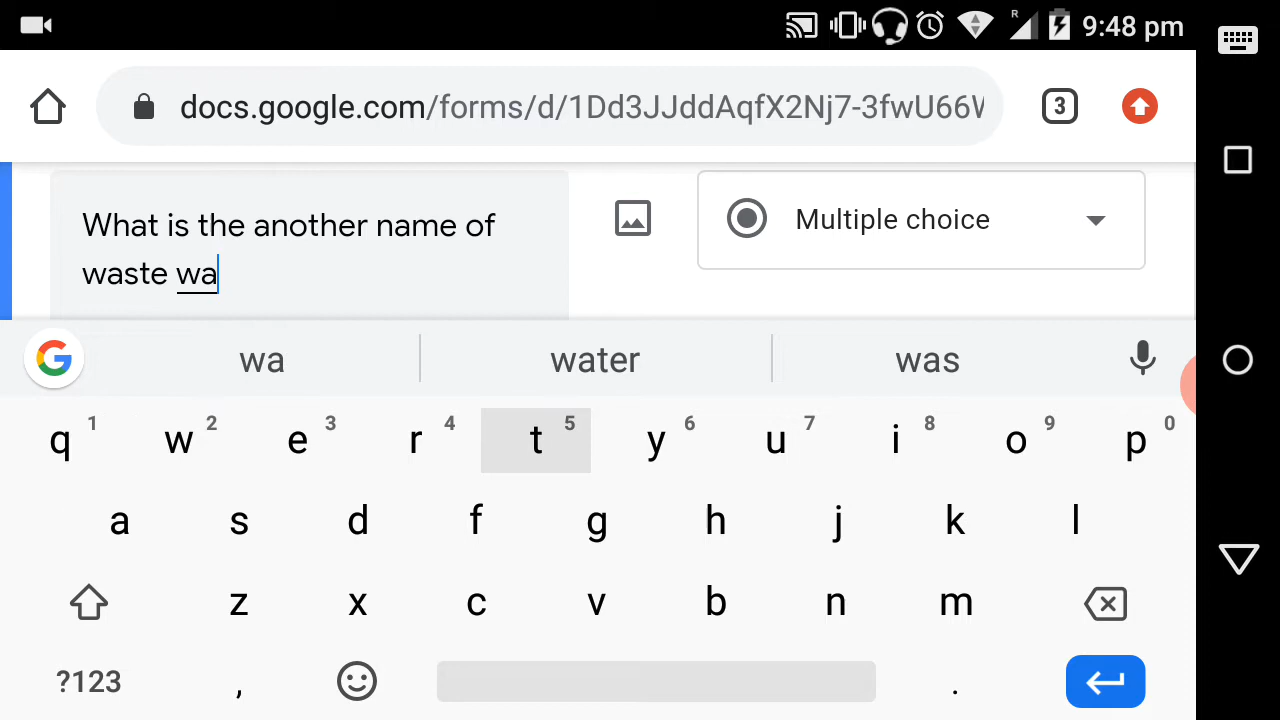 R 9:48 pm
docs.google.com/forms/d/1Dd3JJddAqfX2Nj7-3fwU66V
3
What is the another name of
waste wa
Multiple choice
G wa water was
q 1 w 2 e 3 r 4 t 5 y 6 u 7 i 8 o 9 p 0
a s d f g h j k l
z x c v b n m
?123 , .